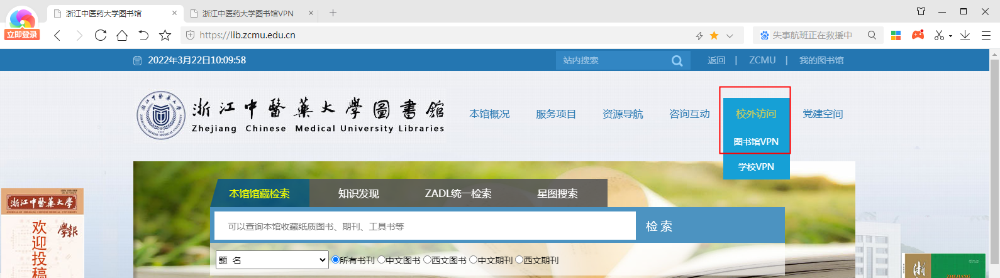 浙江中医药大学图书馆
浙江中医药大学图书馆VPN
立即登录
https://lib.zcmu.edu.cn
失事航班正在救援中
2022年3月22日10:09:58
站内搜索
返回 | ZCMU | 我的图书馆
浙江中醫藥大學圖書館
Zhejiang Chinese Medical University Libraries
本馆概况 服务项目 资源导航 咨询互动 校外访问 党建空间
图书馆VPN
学校VPN
本馆馆藏检索 知识发现 ZADL统一检索 星图搜索
可以查询本馆收藏纸质图书、期刊、工具书等
检 索
题 名 所有书刊 中文图书 西文图书 中文期刊 西文期刊
浙江中醫藥大學
學報
欢迎投稿
浙
ZHEJIANG